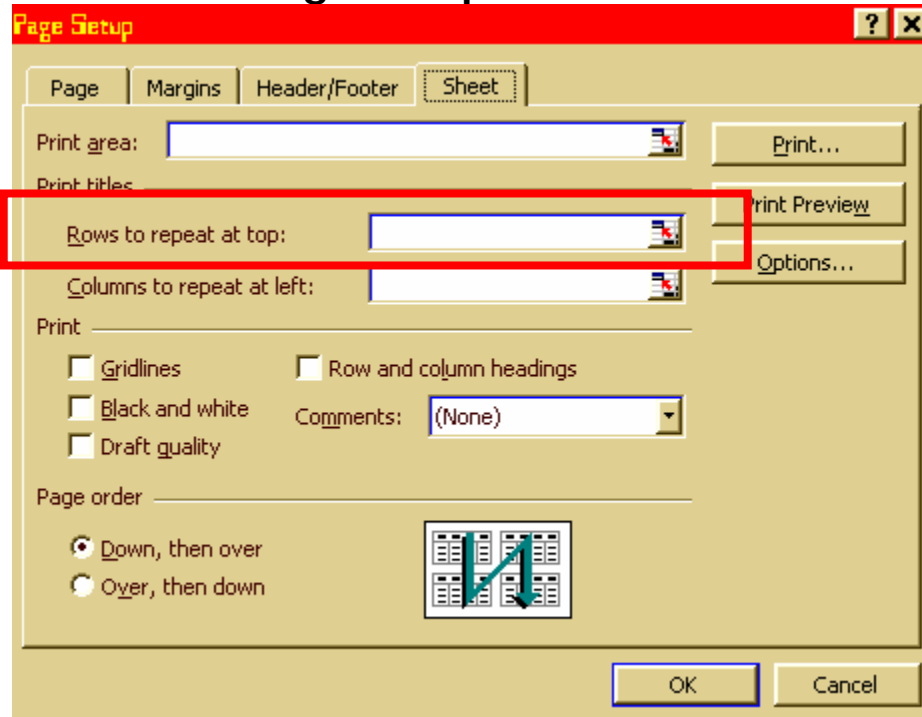 Page Setup
Page Margins Header/Footer Sheet
Print area:
Print...
Print titles
Print Preview
Rows to repeat at top:
Options...
Columns to repeat at left:
Print
Gridlines Row and column headings
Black and white Comments: (None)
Draft quality
Page order
Down, then over
Over, then down
OK Cancel